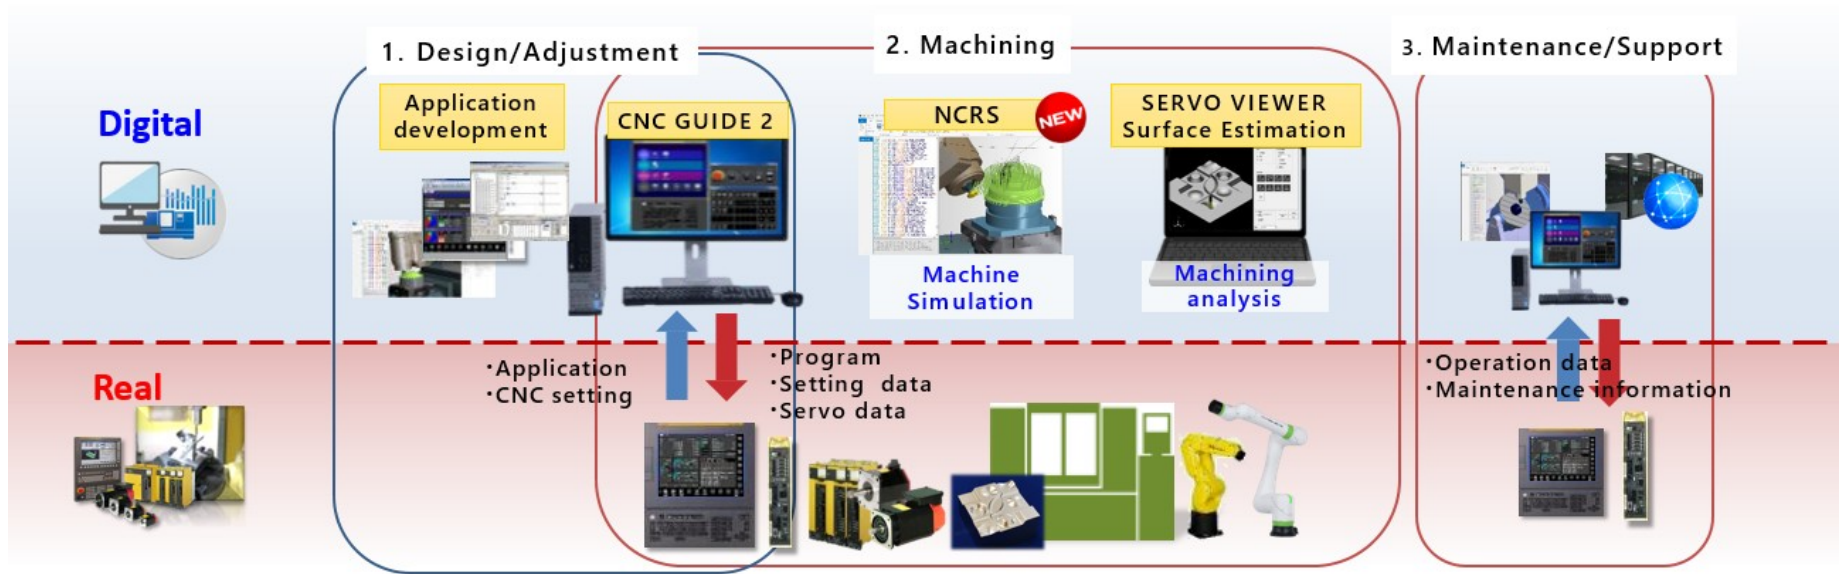 1. Design/Adjustment
2. Machining
3. Maintenance/Support
Digital
Application
development
CNC GUIDE 2
NCRS
NEW
SERVO VIEWER
Surface Estimation
Machine
Simulation
Machining
analysis
Real
・Application
・CNC setting
・Program
・Setting data
・Servo data
・Operation data
・Maintenance information